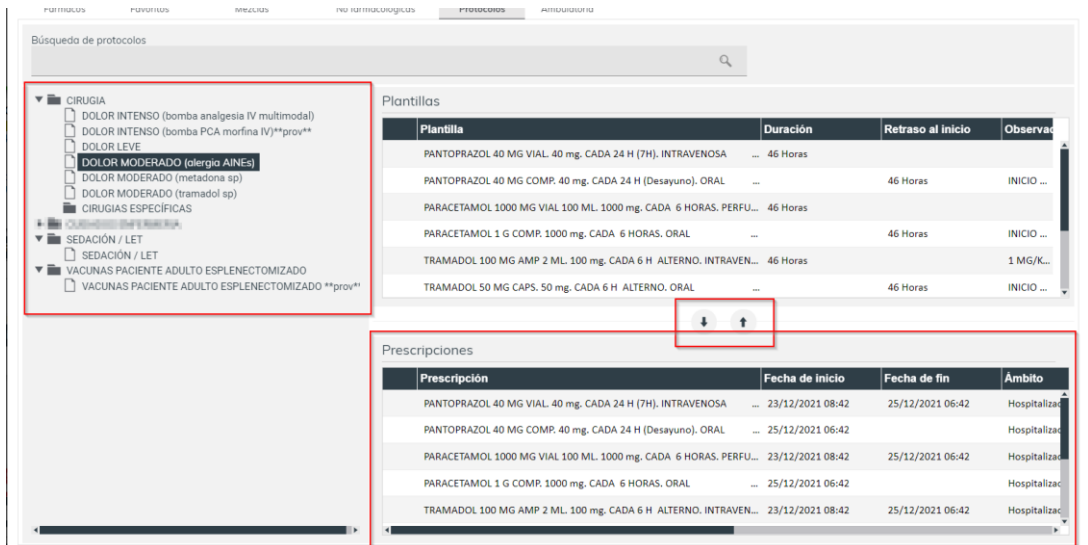 Fármacos Favoritos Mezclas No farmacológicas Protocolos Ambulatoria
Búsqueda de protocolos
CIRUGIA
DOLOR INTENSO (bomba analgesia IV multimodal)
DOLOR INTENSO (bomba PCA morfina IV)**prov**
DOLOR LEVE
DOLOR MODERADO (alergia AINEs)
DOLOR MODERADO (metadona sp)
DOLOR MODERADO (tramadol sp)
CIRUGIAS ESPECÍFICAS
SEDACIÓN / LET
SEDACIÓN / LET
VACUNAS PACIENTE ADULTO ESPLENECTOMIZADO
VACUNAS PACIENTE ADULTO ESPLENECTOMIZADO **prov*
Plantillas
Plantilla Duración Retraso al inicio Observac
PANTOPRAZOL 40 MG VIAL. 40 mg. CADA 24 H (7H). INTRAVENOSA ... 46 Horas
PANTOPRAZOL 40 MG COMP. 40 mg. CADA 24 H (Desayuno). ORAL ... 46 Horas INICIO ...
PARACETAMOL 1000 MG VIAL 100 ML. 1000 mg. CADA 6 HORAS. PERFU... 46 Horas
PARACETAMOL 1 G COMP. 1000 mg. CADA 6 HORAS. ORAL ... 46 Horas INICIO ...
TRAMADOL 100 MG AMP 2 ML. 100 mg. CADA 6 H ALTERNO. INTRAVEN... 46 Horas 1 MG/K...
TRAMADOL 50 MG CAPS. 50 mg. CADA 6 H ALTERNO. ORAL ... 46 Horas INICIO ...
Prescripciones
Prescripción Fecha de inicio Fecha de fin Ámbito
PANTOPRAZOL 40 MG VIAL. 40 mg. CADA 24 H (7H). INTRAVENOSA ... 23/12/2021 08:42 25/12/2021 06:42 Hospitalizac
PANTOPRAZOL 40 MG COMP. 40 mg. CADA 24 H (Desayuno). ORAL ... 25/12/2021 06:42 Hospitalizac
PARACETAMOL 1000 MG VIAL 100 ML. 1000 mg. CADA 6 HORAS. PERFU... 23/12/2021 08:42 25/12/2021 06:42 Hospitalizac
PARACETAMOL 1 G COMP. 1000 mg. CADA 6 HORAS. ORAL ... 25/12/2021 06:42 Hospitalizac
TRAMADOL 100 MG AMP 2 ML. 100 mg. CADA 6 H ALTERNO. INTRAVEN... 23/12/2021 08:42 25/12/2021 06:42 Hospitalizac